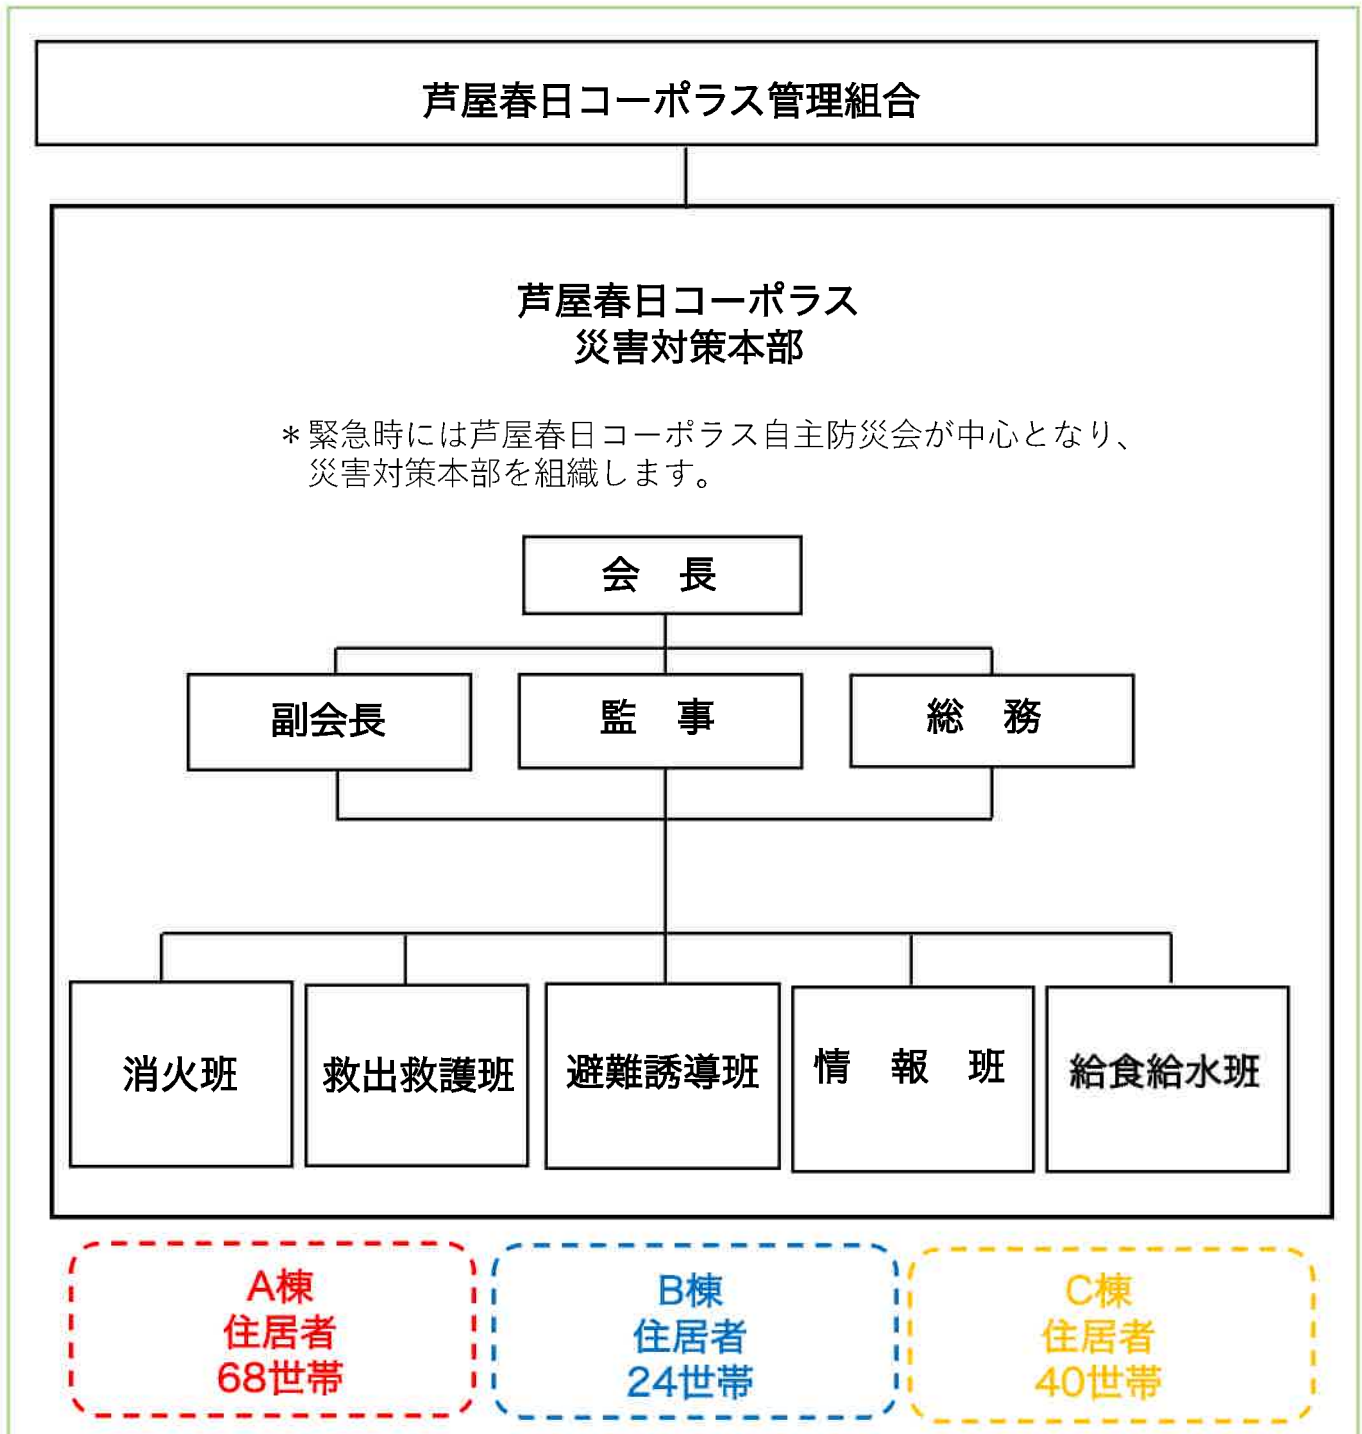 芦屋春日コーポラス管理組合
芦屋春日コーポラス
災害対策本部
＊緊急時には芦屋春日コーポラス自主防災会が中心となり、
災害対策本部を組織します。
会　長
副会長
監　事
総　務
消火班
救出救護班
避難誘導班
情　報　班
給食給水班
A棟
住居者
68世帯
B棟
住居者
24世帯
C棟
住居者
40世帯